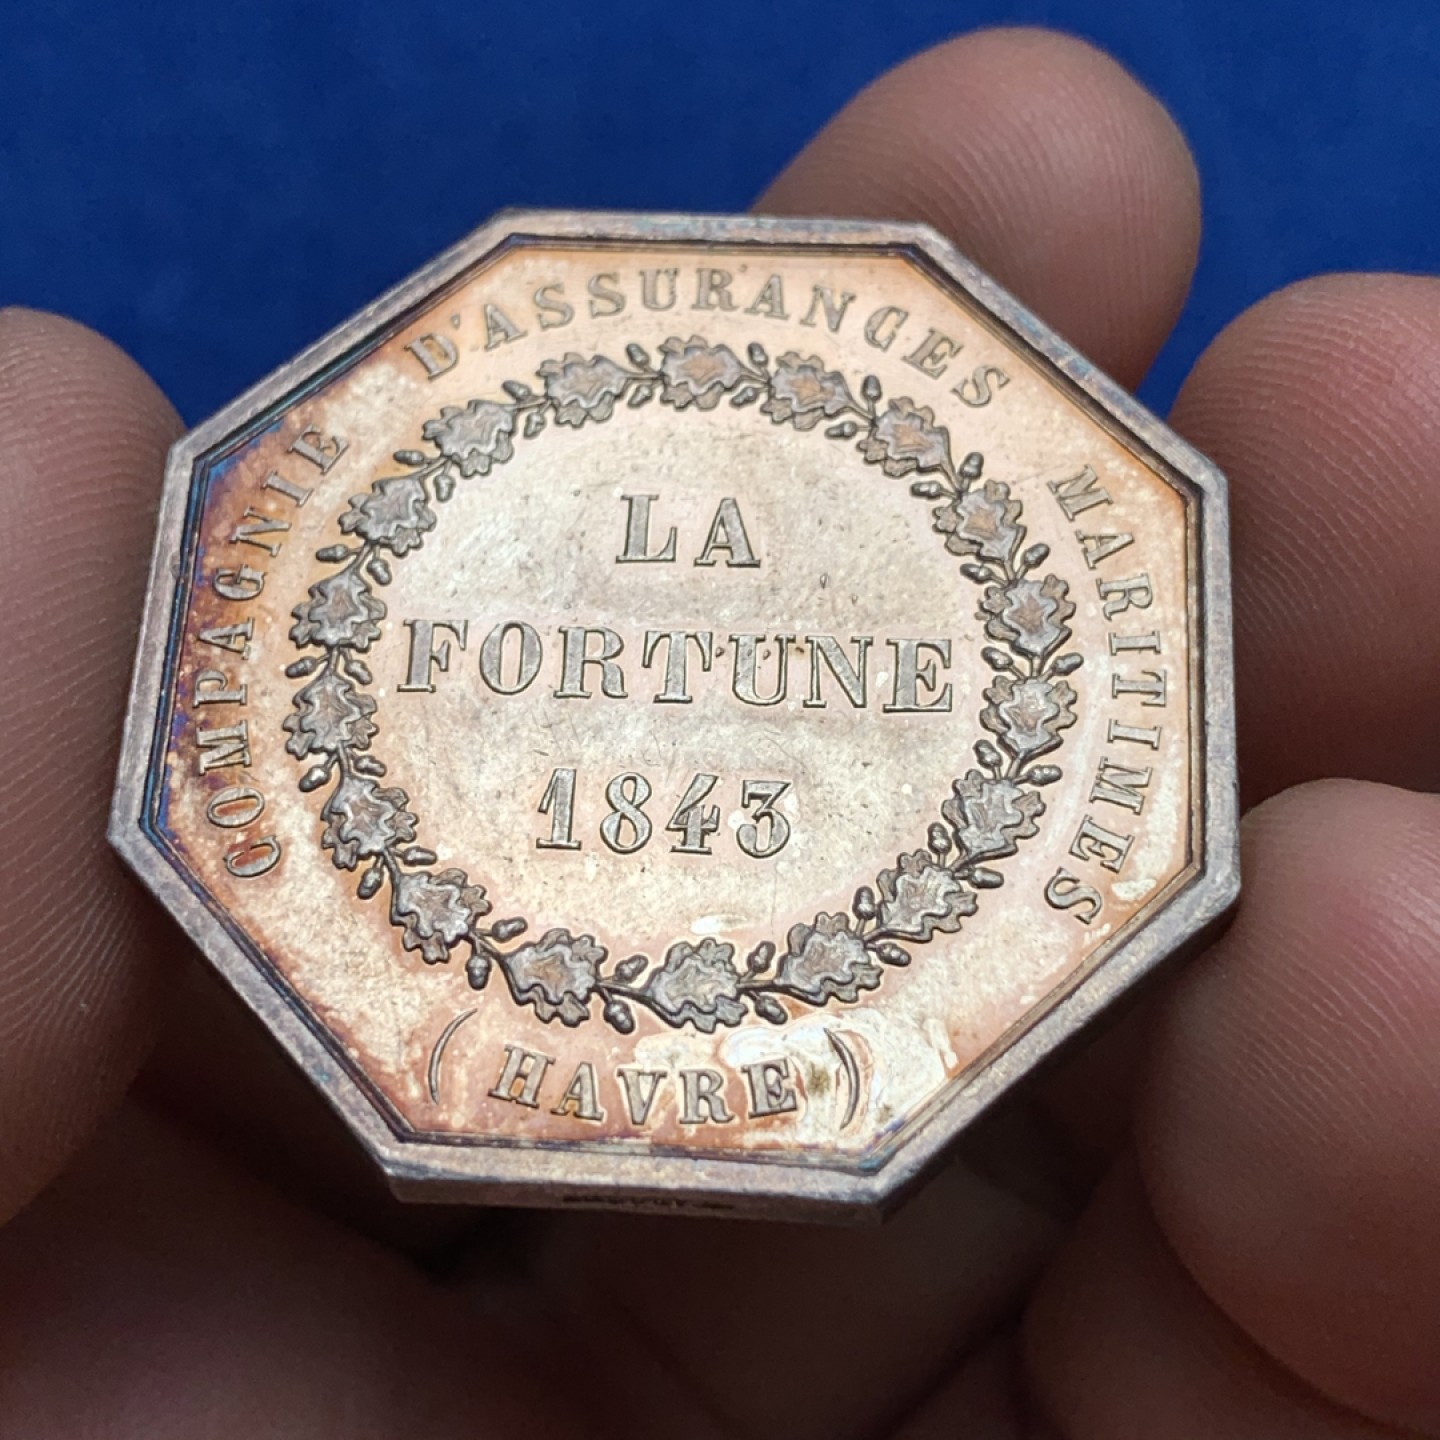 COMPAGNIE D'ASSURANCES MARITIMES
LA
FORTUNE
1843
( HAVRE )